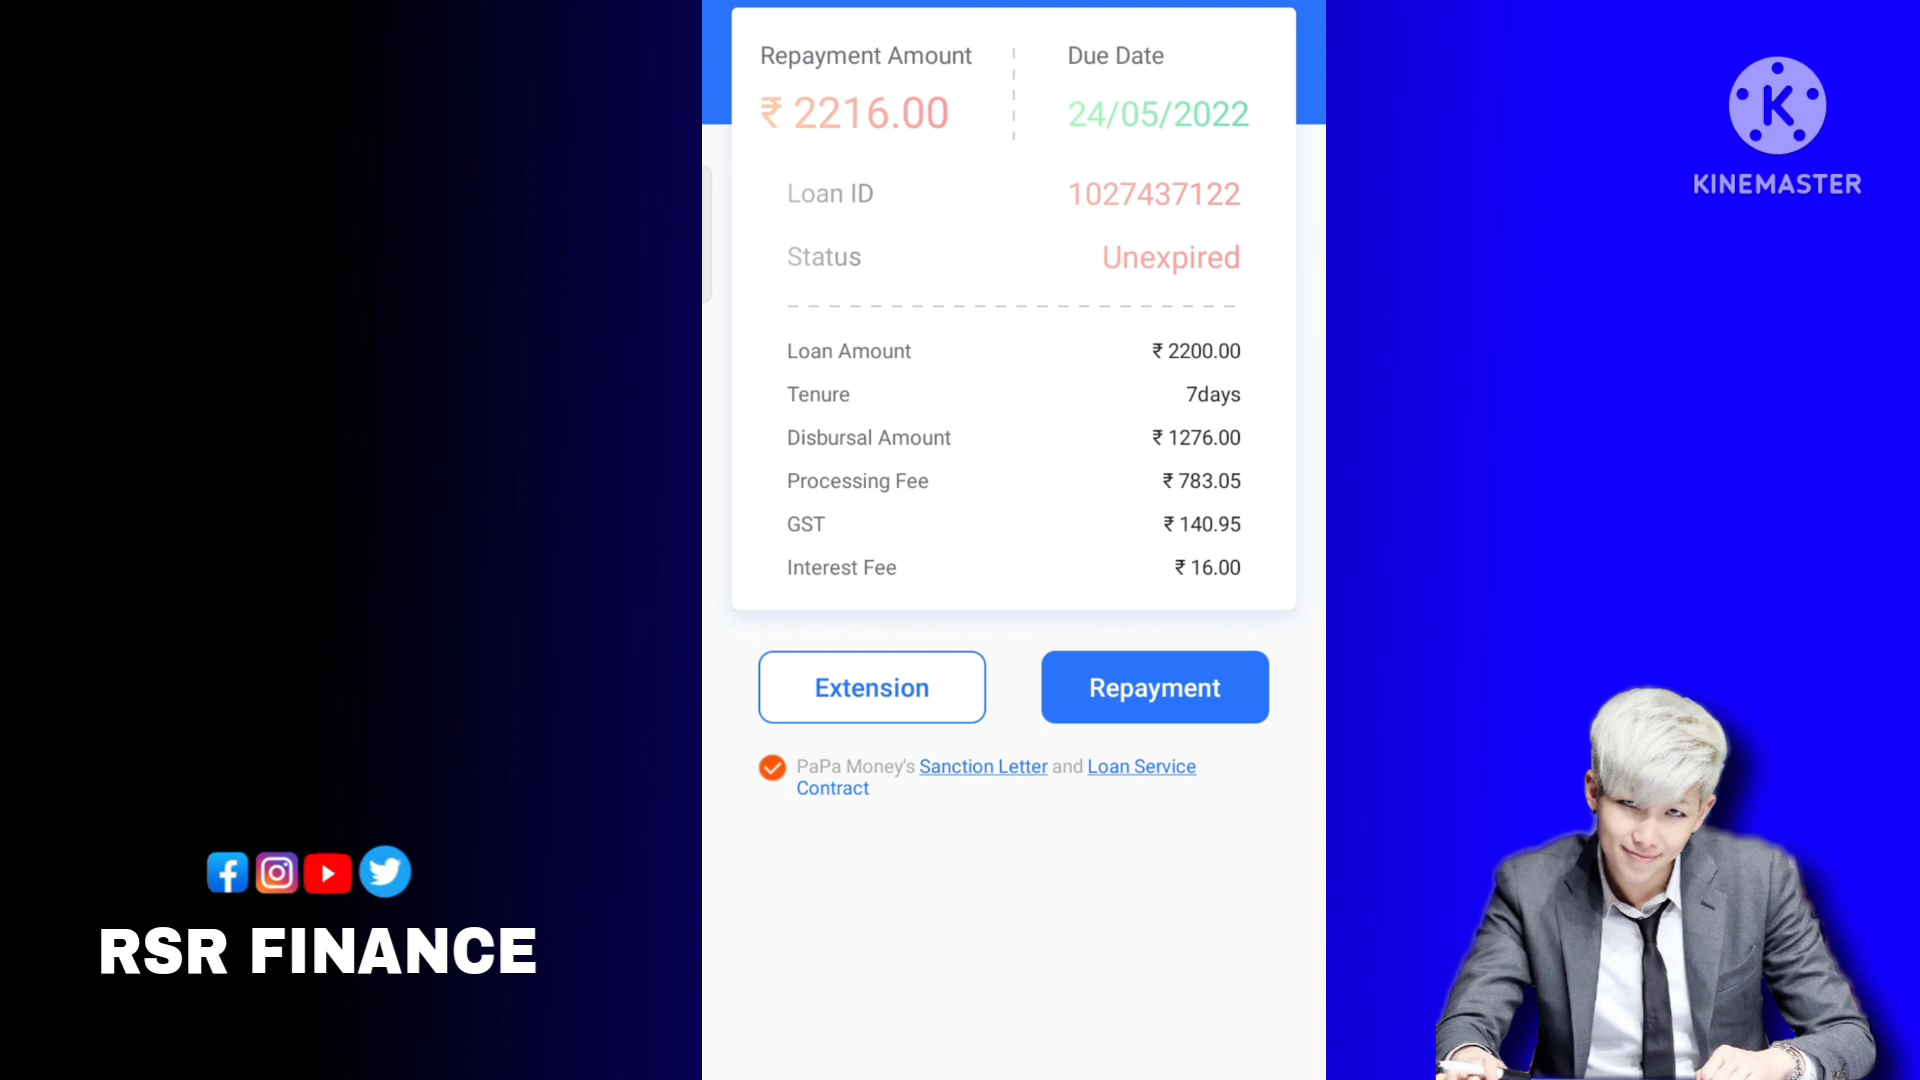 Repayment Amount
Due Date
₹ 2216.00
24/05/2022
Loan ID
1027437122
Status
Unexpired
Loan Amount
₹ 2200.00
Tenure
7days
Disbursal Amount
₹ 1276.00
Processing Fee
₹ 783.05
GST
₹ 140.95
Interest Fee
₹ 16.00
Extension
Repayment
PaPa Money's Sanction Letter and Loan Service
Contract
K
KINEMASTER
RSR FINANCE